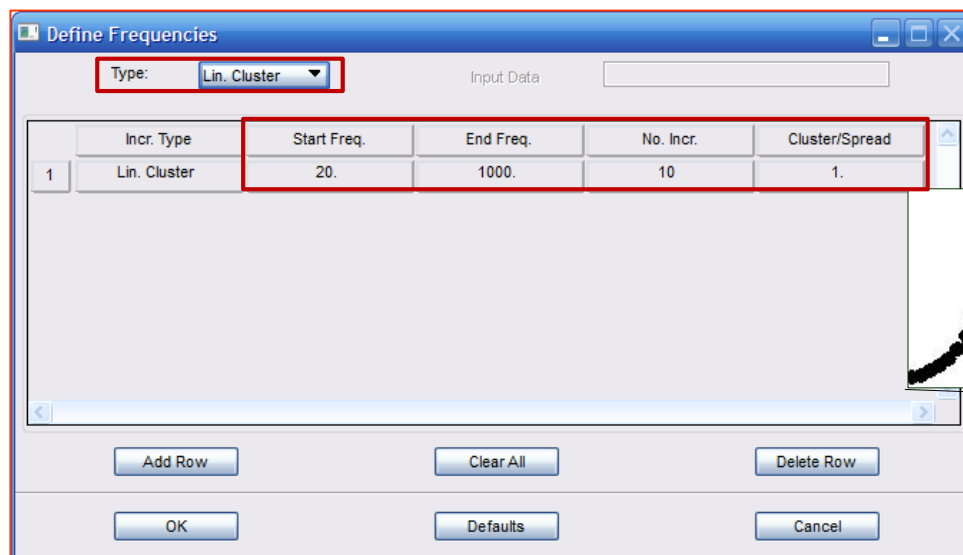 Define Frequencies
Type: Lin. Cluster Input Data
Incr. Type Start Freq. End Freq. No. Incr. Cluster/Spread
1 Lin. Cluster 20. 1000. 10 1.
Add Row Clear All Delete Row
OK Defaults Cancel